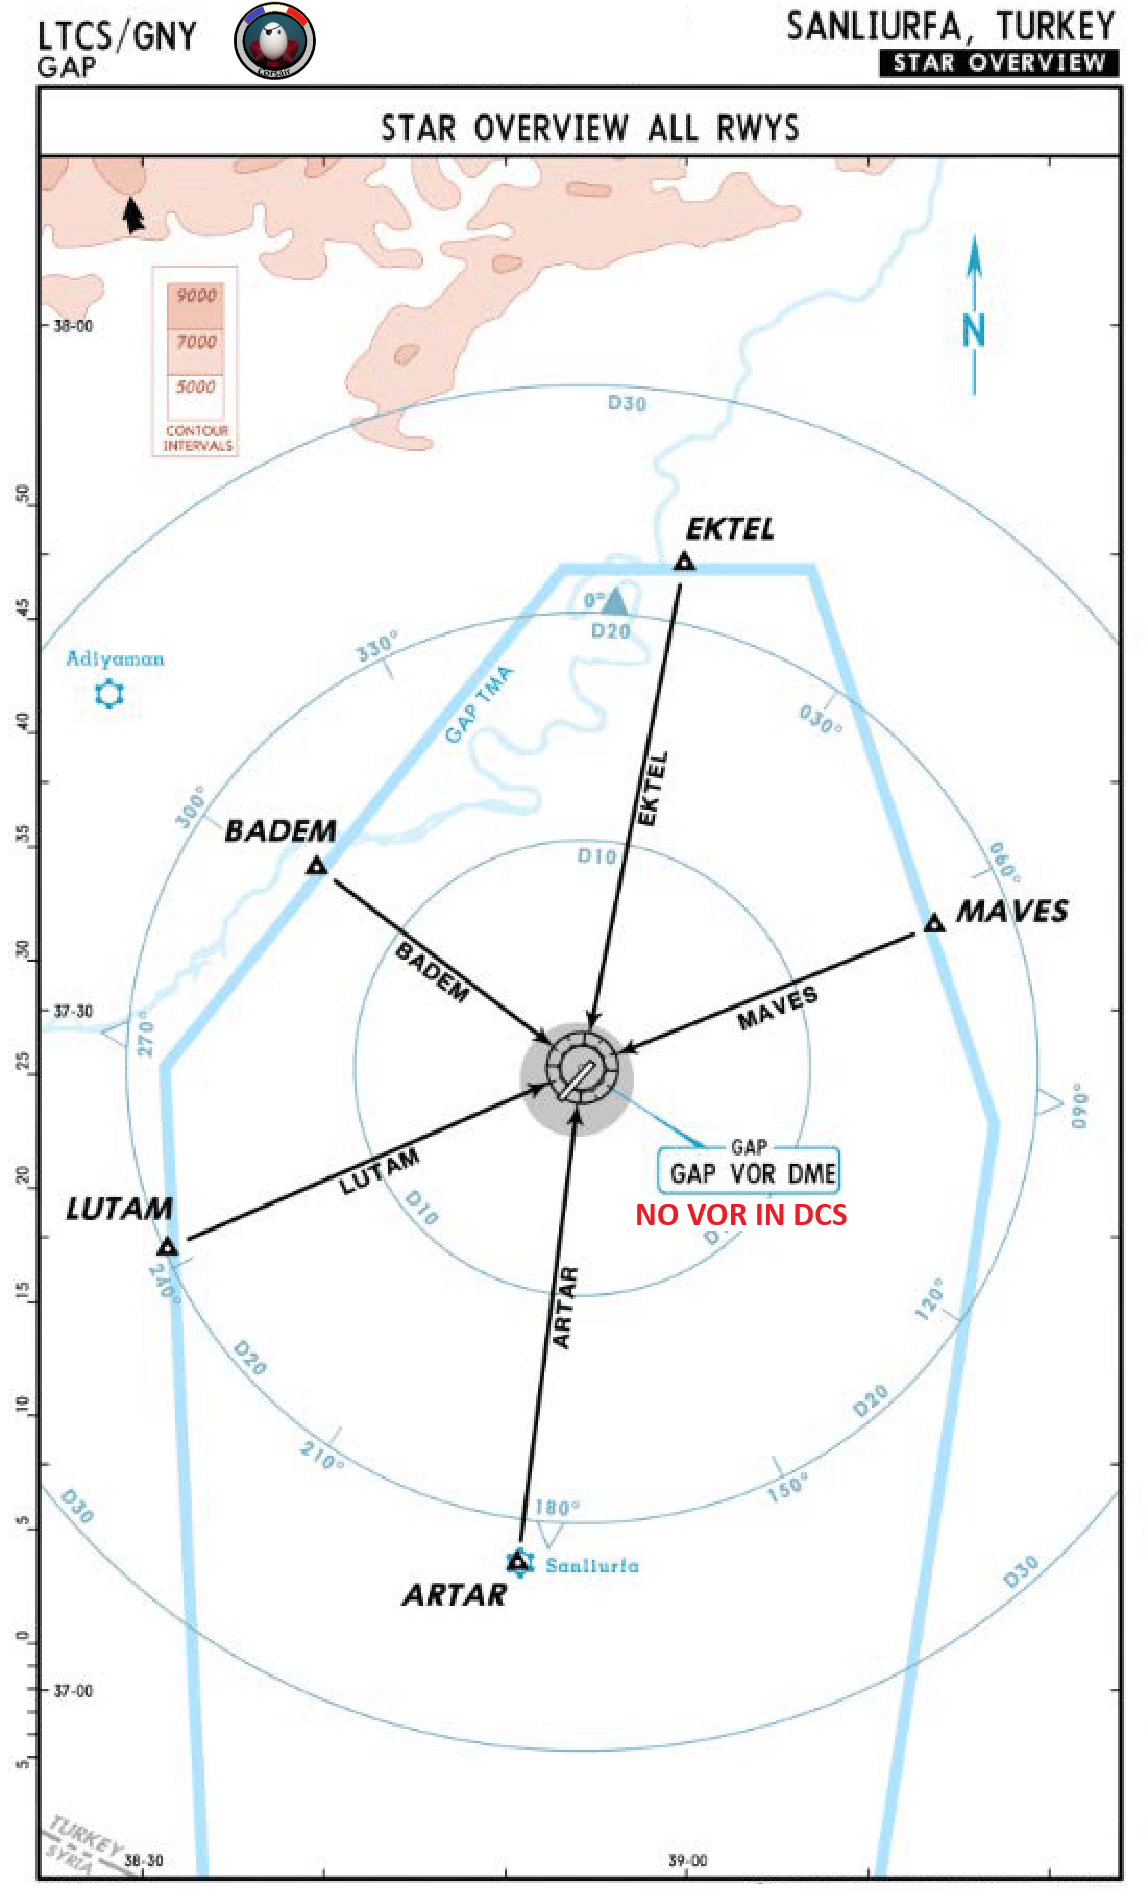 LTCS/GNY
GAP
corsair
SANLIURFA, TURKEY
STAR OVERVIEW
STAR OVERVIEW ALL RWYS
9000
7000
5000
CONTOUR
INTERVALS
38-00
N
D30
50
EKTEL
45
0°
D20
330°
Adiyaman
GAP TMA
030°
40
EKTEL
300°
BADEM
35
D10
060°
MAVES
30
BADEM
MAVES
37-30
270°
25
090°
GAP
GAP VOR DME
NO VOR IN DCS
20
LUTAM
LUTAM
D10
D
240°
15
ARTAR
120°
D20
D20
10
210°
150°
D30
180°
5
Sanliurfa
D30
ARTAR
0
37-00
5
TURKEY
SYRIA
38-30
39-00